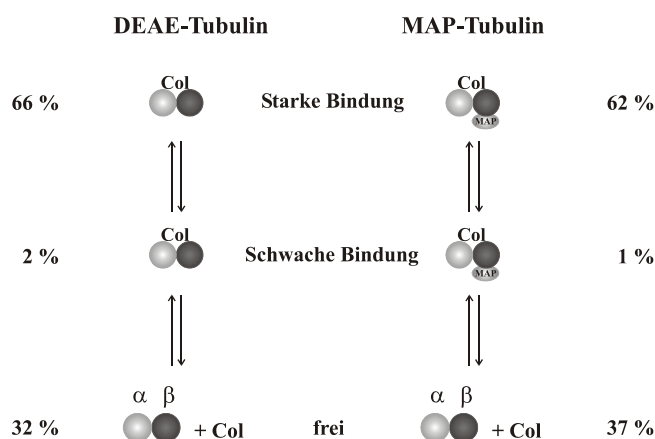 DEAE-Tubulin MAP-Tubulin
Col Col
66 % Starke Bindung 62 %
MAP
Col Col
2 % Schwache Bindung 1 %
MAP
α β α β
32 % + Col frei + Col 37 %